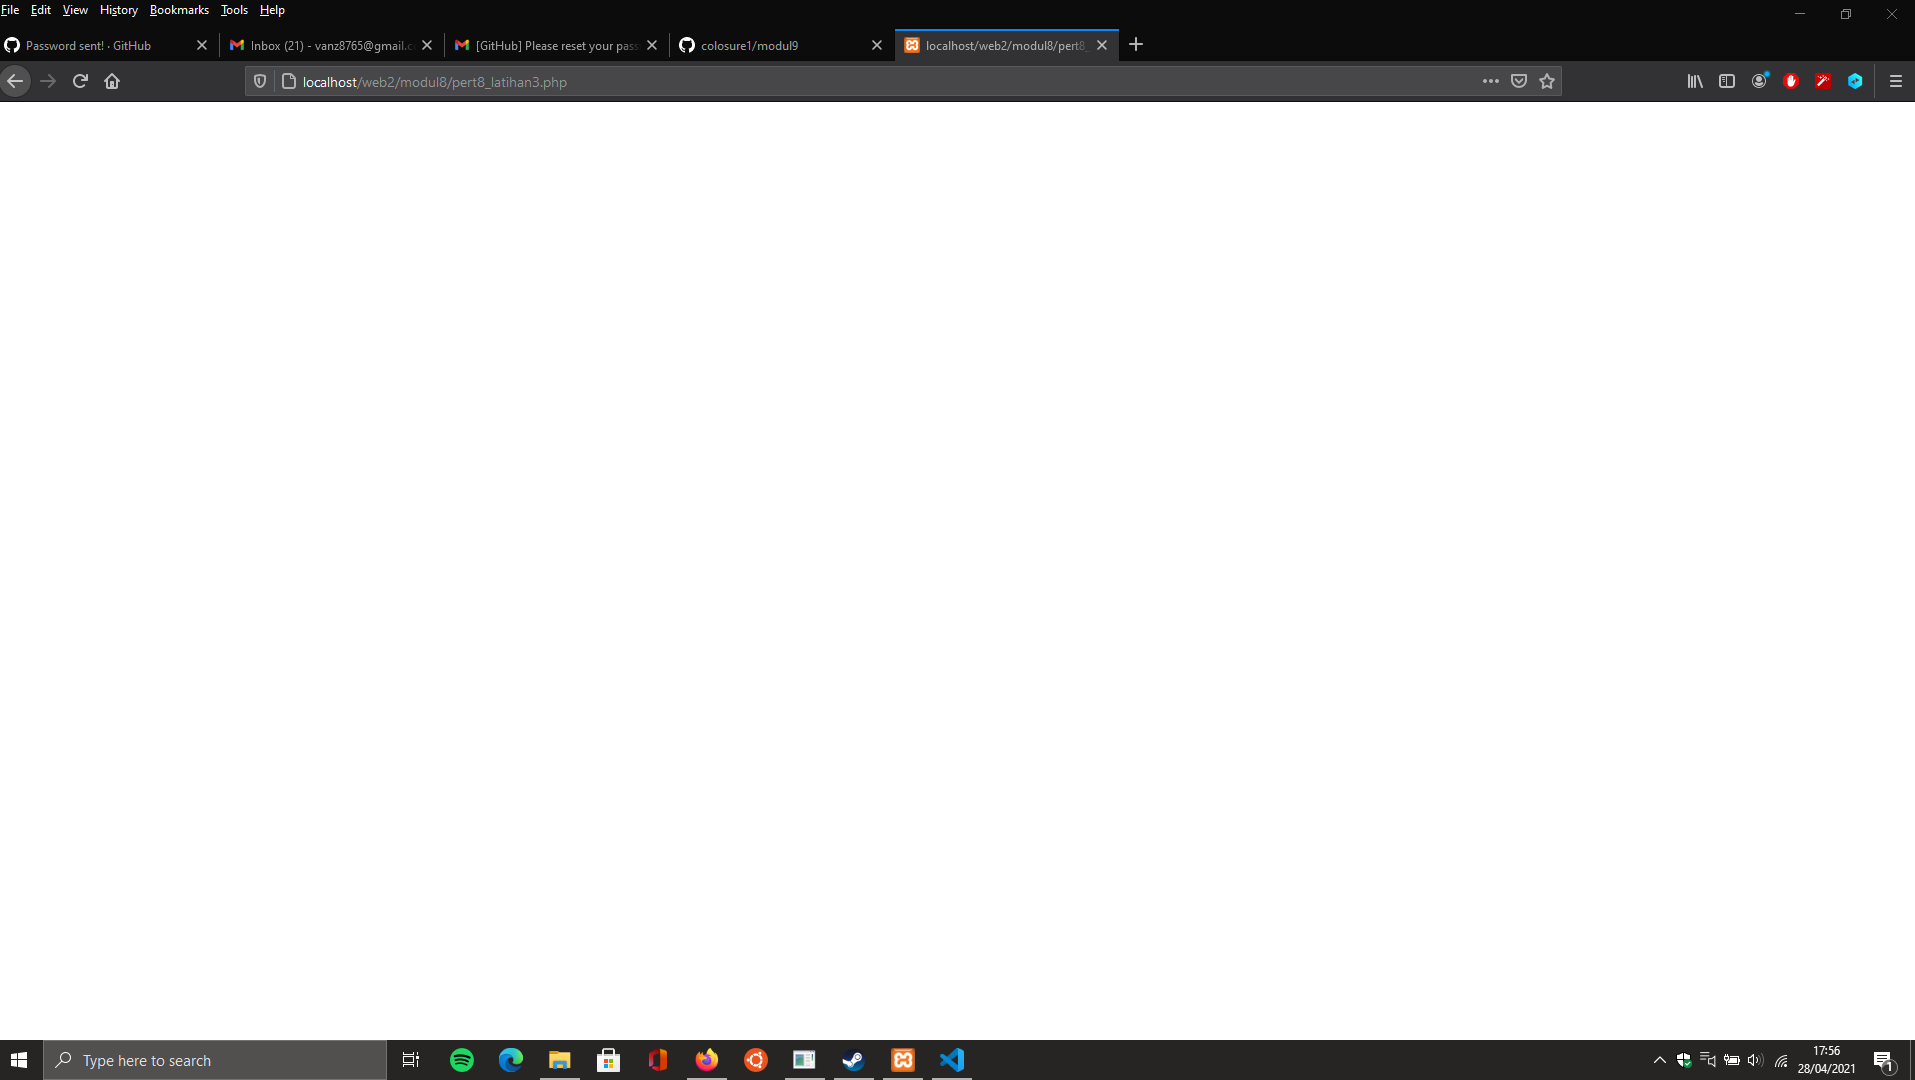 File Edit View History Bookmarks Tools Help
Password sent! · GitHub
Inbox (21) - vanz8765@gmail.c
[GitHub] Please reset your pass
colosure1/modul9
localhost/web2/modul8/pert8_
localhost/web2/modul8/pert8_latihan3.php
Type here to search
17:56
28/04/2021
1